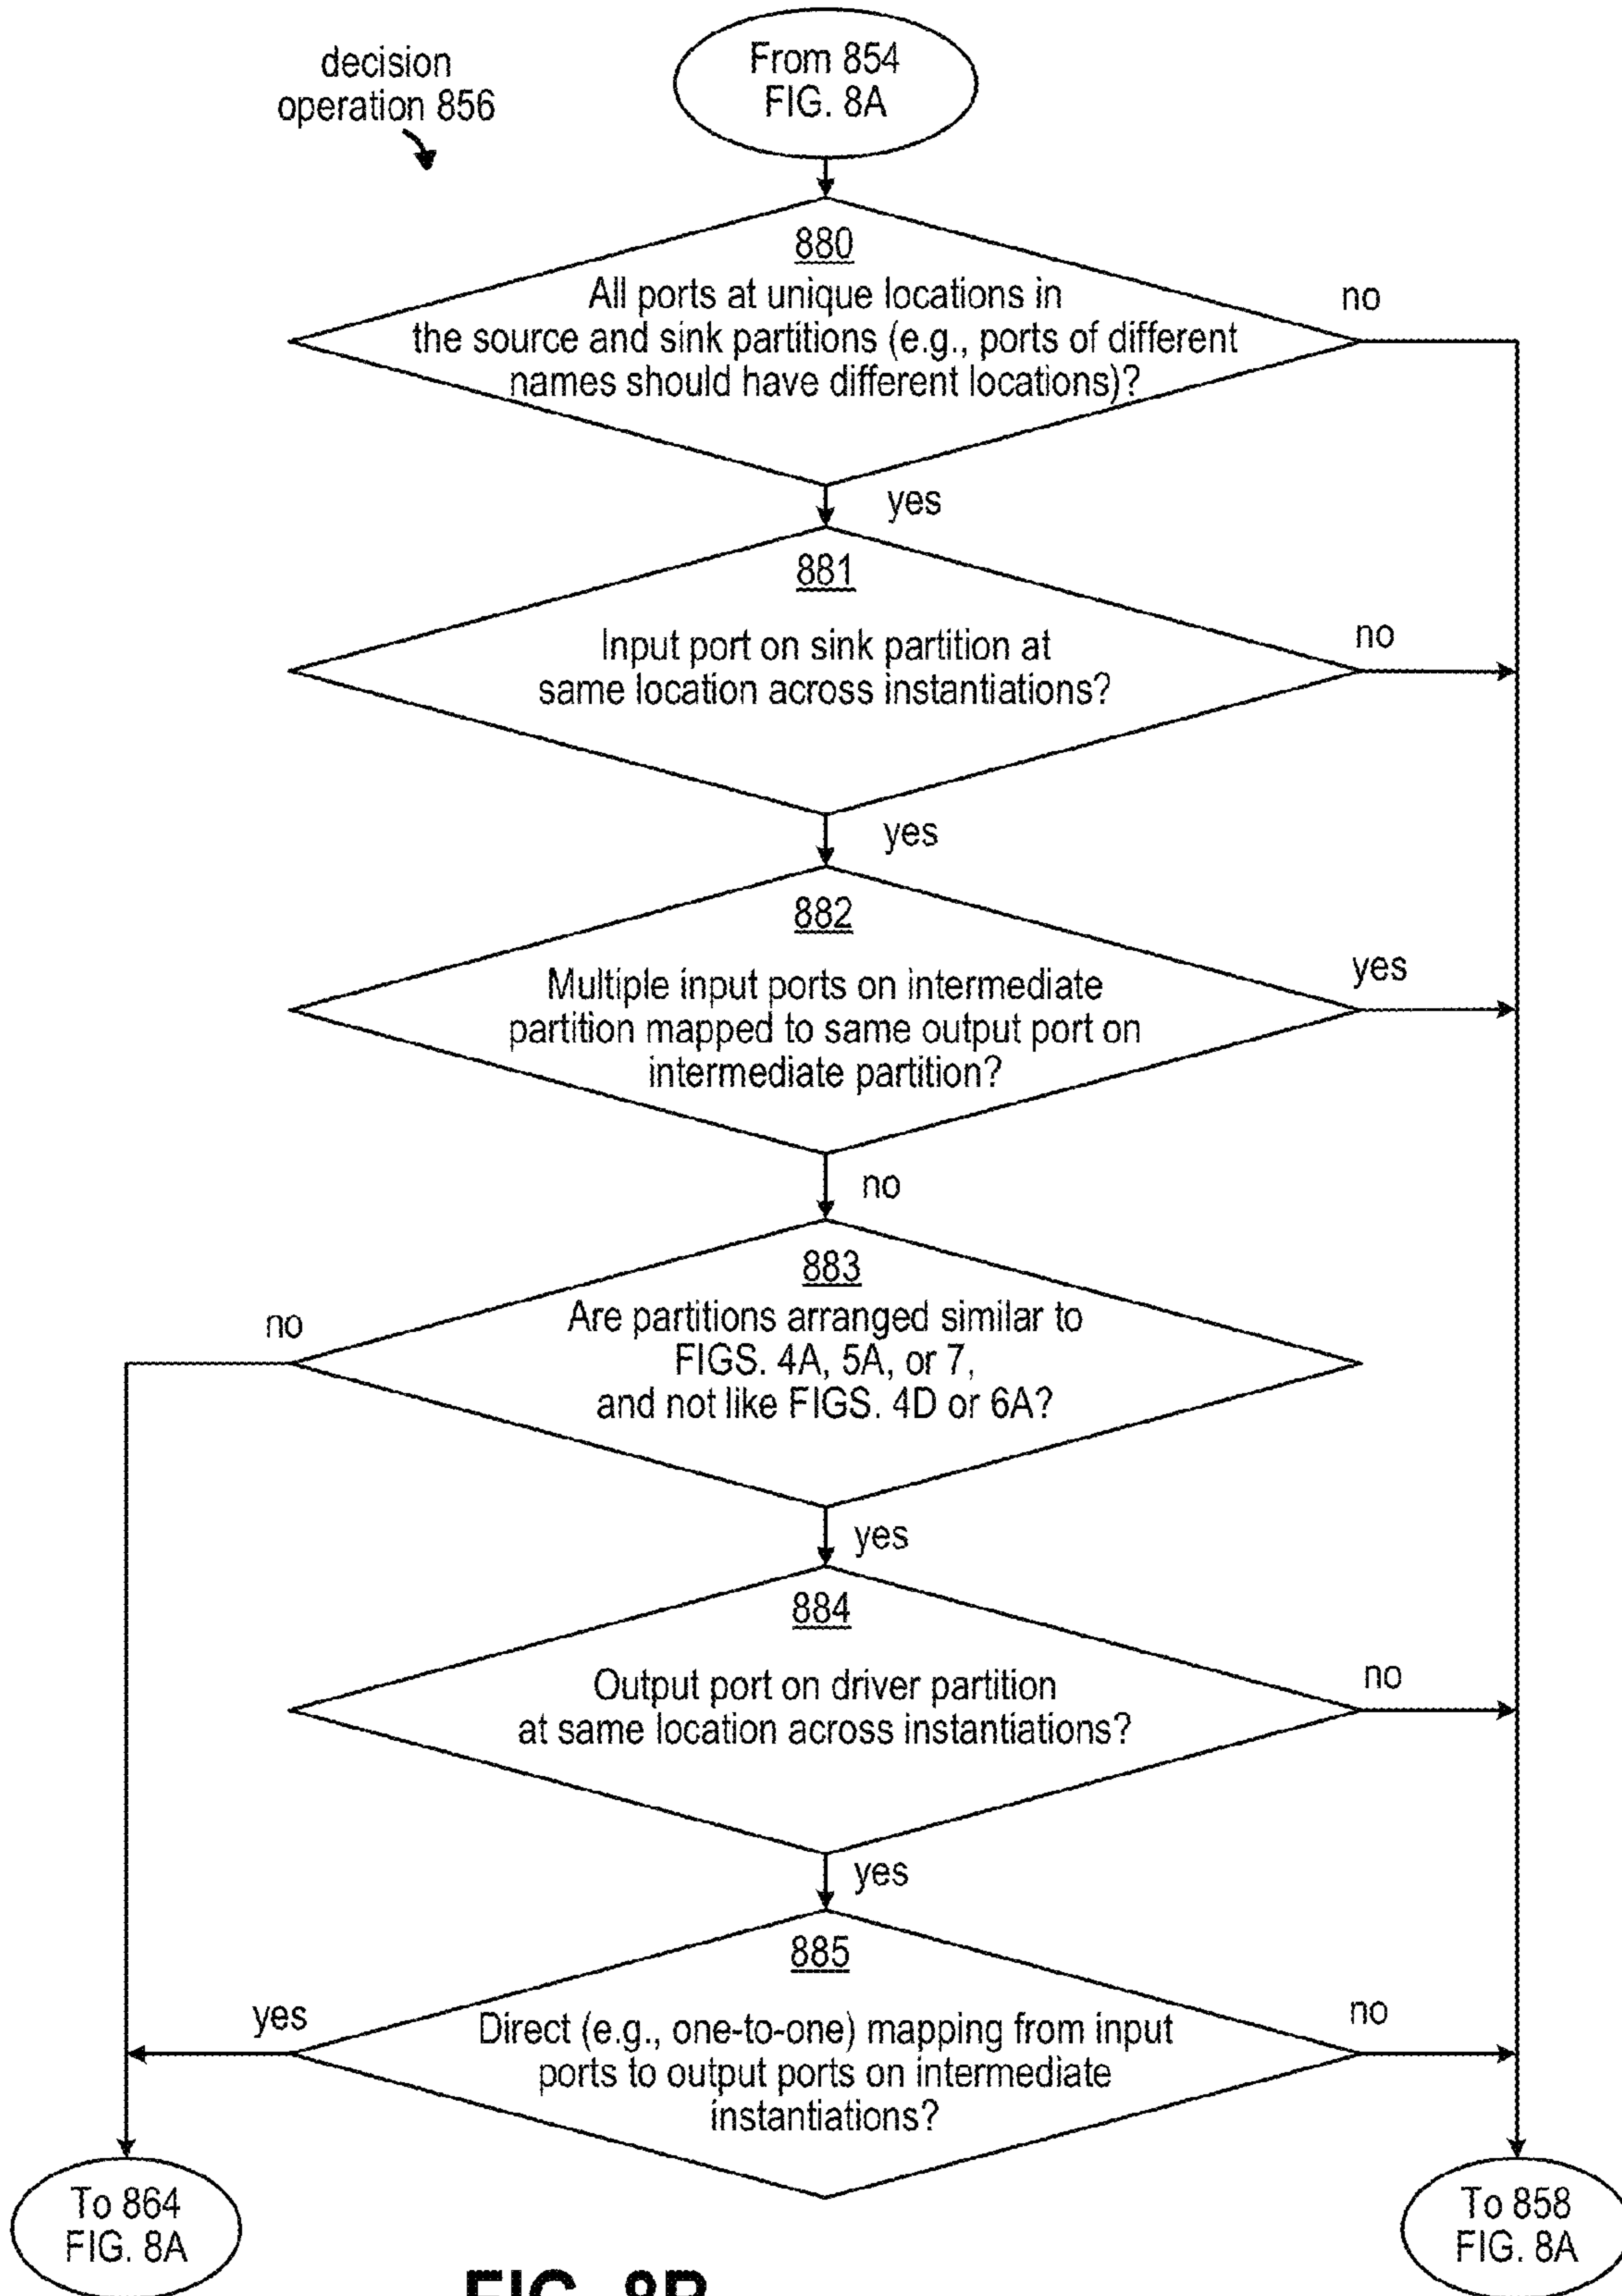 decision
operation 856
From 854
FIG. 8A
880
All ports at unique locations in
the source and sink partitions (e.g., ports of different
names should have different locations)?
no
yes
881
Input port on sink partition at
same location across instantiations?
no
yes
882
Multiple input ports on intermediate
partition mapped to same output port on
intermediate partition?
yes
no
883
Are partitions arranged similar to
FIGS. 4A, 5A, or 7,
and not like FIGS. 4D or 6A?
no
yes
884
Output port on driver partition
at same location across instantiations?
no
yes
885
Direct (e.g., one-to-one) mapping from input
ports to output ports on intermediate
instantiations?
yes
no
To 864
FIG. 8A
To 858
FIG. 8A
FIG. 8B